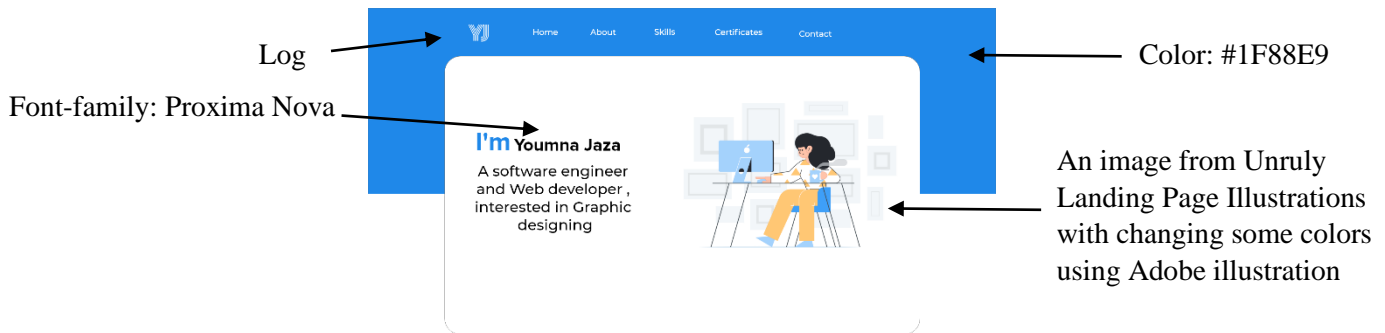 YJ
Home About Skills Certificates Contact
Log
Color: #1F88E9
Font-family: Proxima Nova
I'm Youmna Jaza
A software engineer
and Web developer ,
interested in Graphic
designing
An image from Unruly
Landing Page Illustrations
with changing some colors
using Adobe illustration